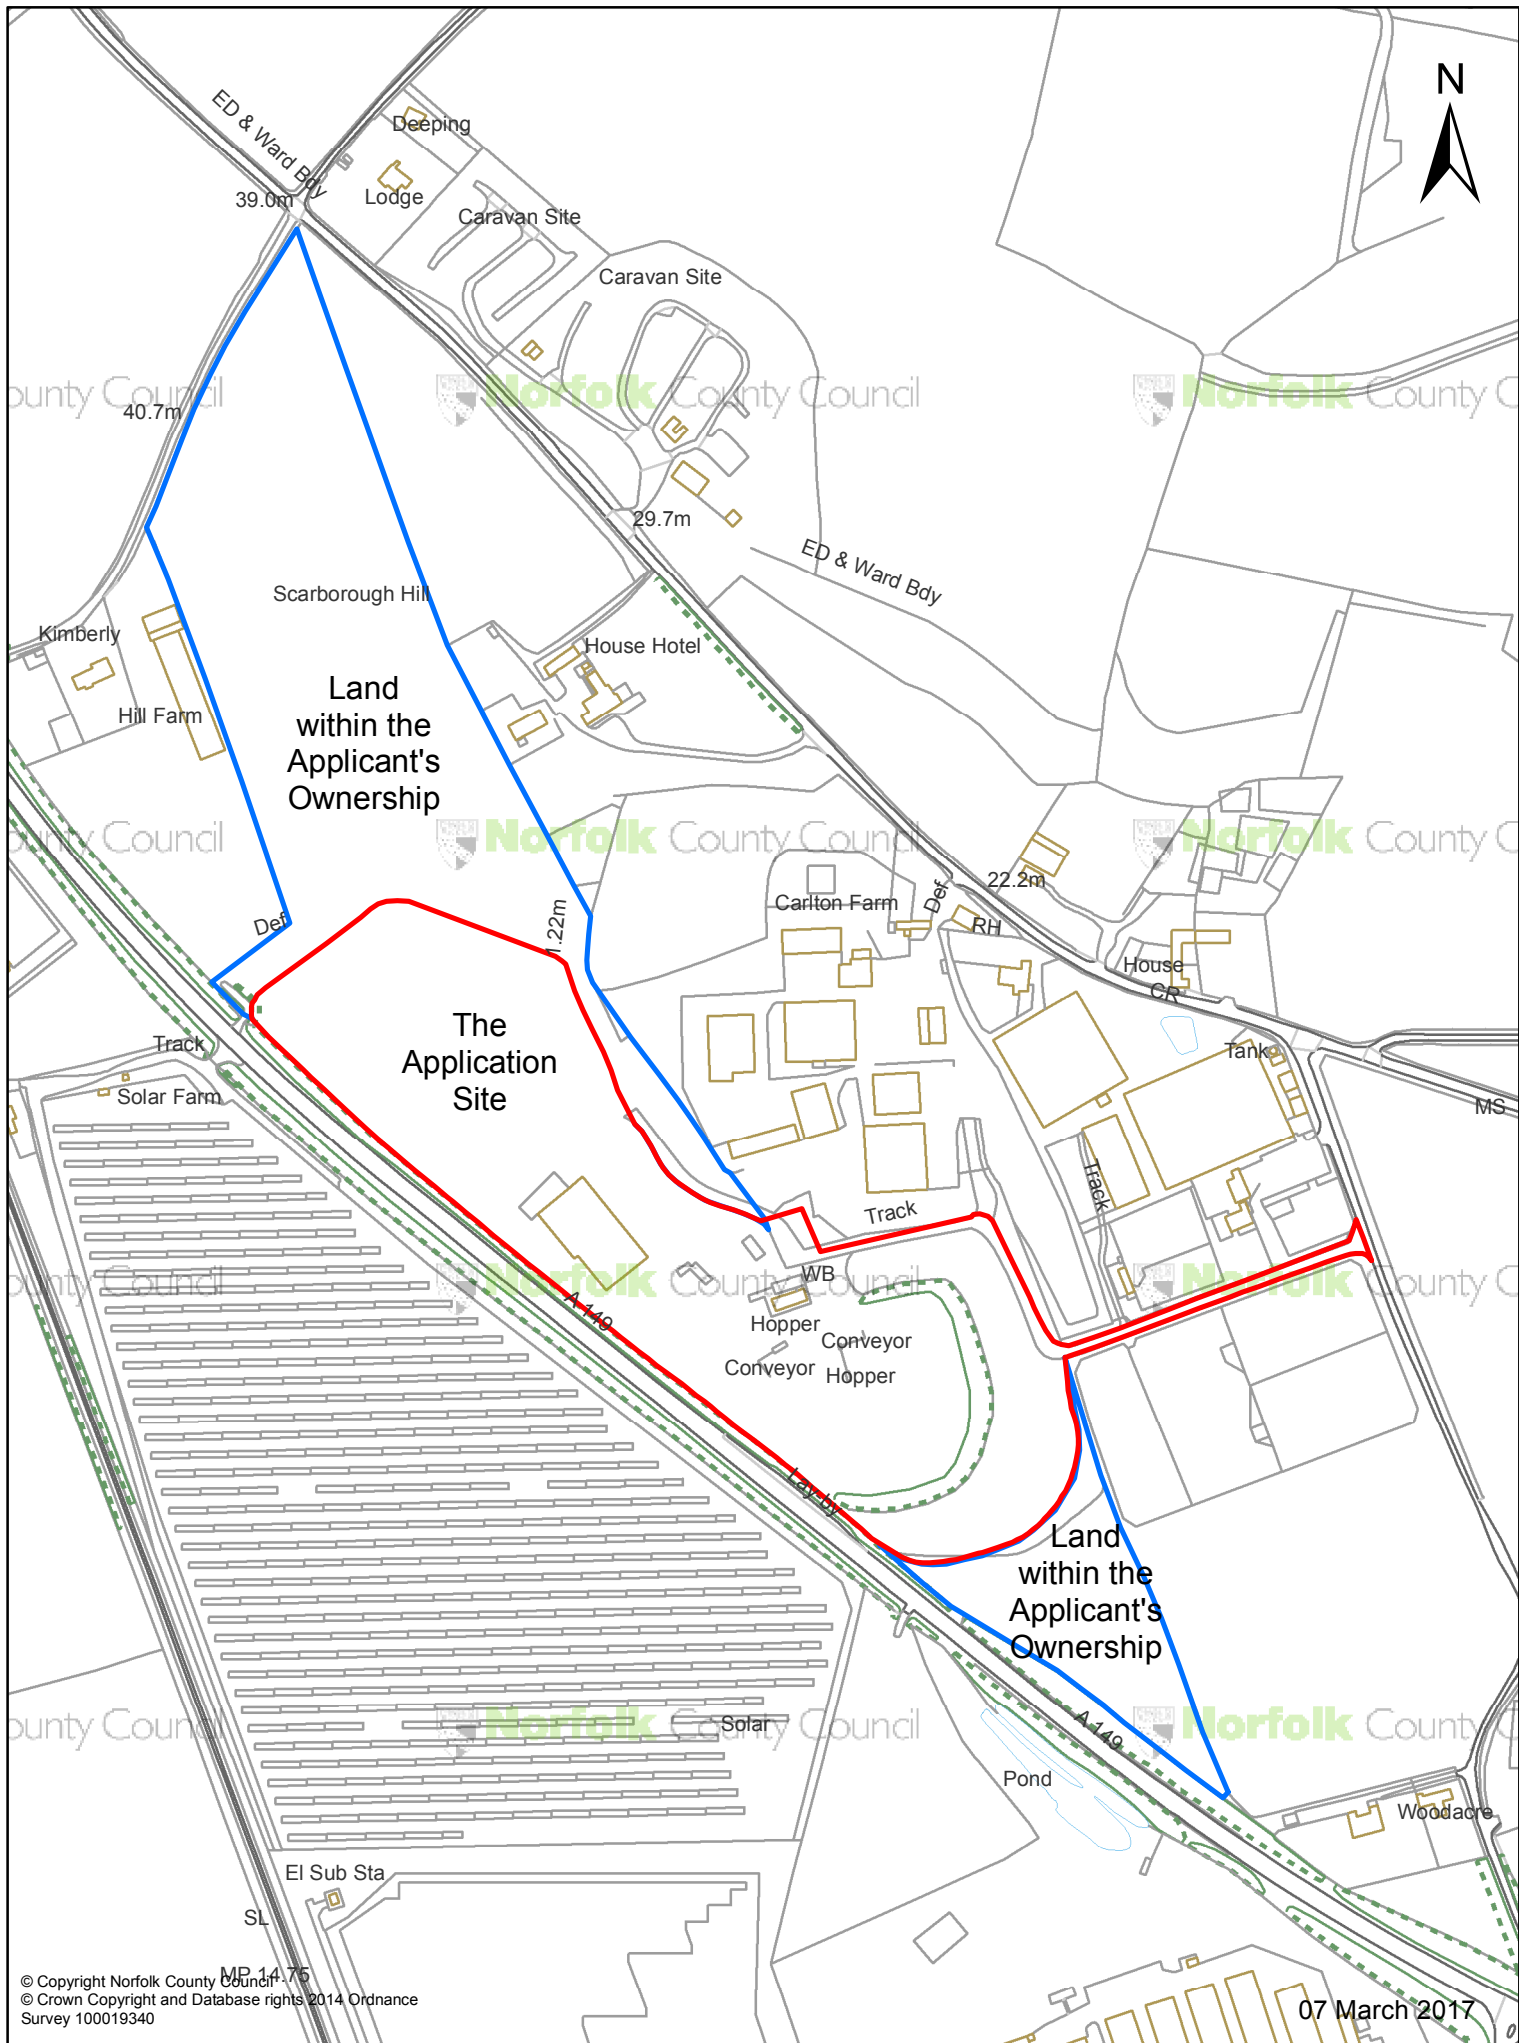 N
ED & Ward Bdy
Deeping
39.0m
Lodge
Caravan Site
Caravan Site
ounty Council
Norfolk County Council
Norfolk County C
40.7m
29.7m
ED & Ward Bdy
Scarborough Hill
Kimberly
House Hotel
Land
within the
Applicant's
Ownership
Hill Farm
ounty Council
Norfolk County Council
Norfolk County C
22.2m
Carlton Farm
Def
Def
1.22m
RH
House
CR
The
Application
Site
Track
Tank
Solar Farm
MS
Track
Track
WB
ounty Council
Norfolk County Council
Norfolk County C
A 149
Hopper
Conveyor
Conveyor
Hopper
Lay-by
Land
within the
Applicant's
Ownership
ounty Council
Norfolk County Council
Norfolk County C
Solar
A 149
Pond
Woodacre
El Sub Sta
SL
MP 14.75
© Copyright Norfolk County Council
© Crown Copyright and Database rights 2014 Ordnance
Survey 100019340
07 March 2017